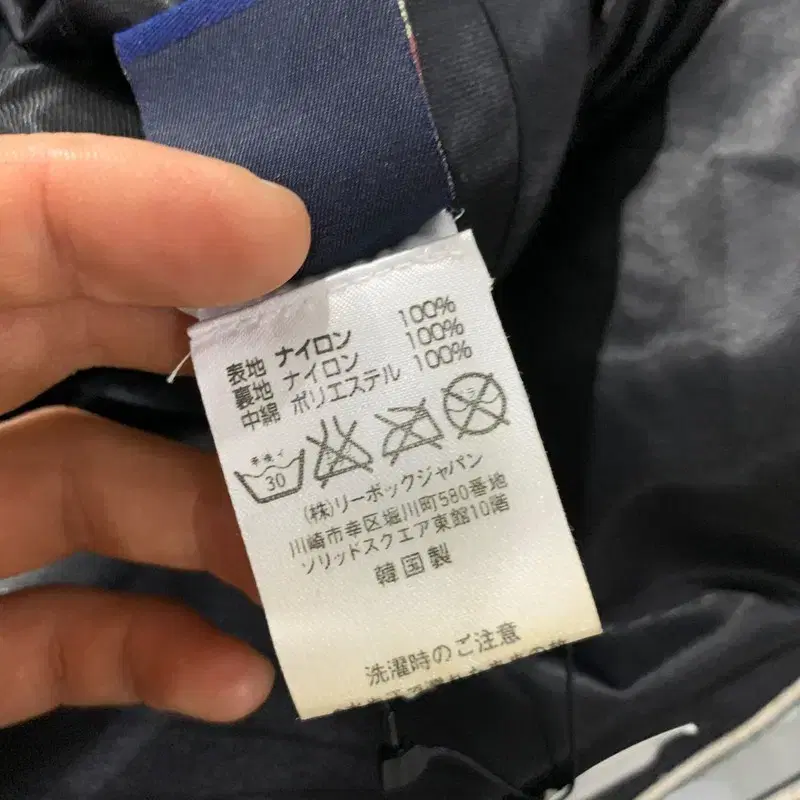 表地 ナイロン 100%
裏地 ナイロン 100%
中綿 ポリエステル 100%
手洗イ
30
(株)リーボックジャパン
川崎市幸区堀川町580番地
ソリッドスクエア東館10階
韓国製
洗濯時のご注意